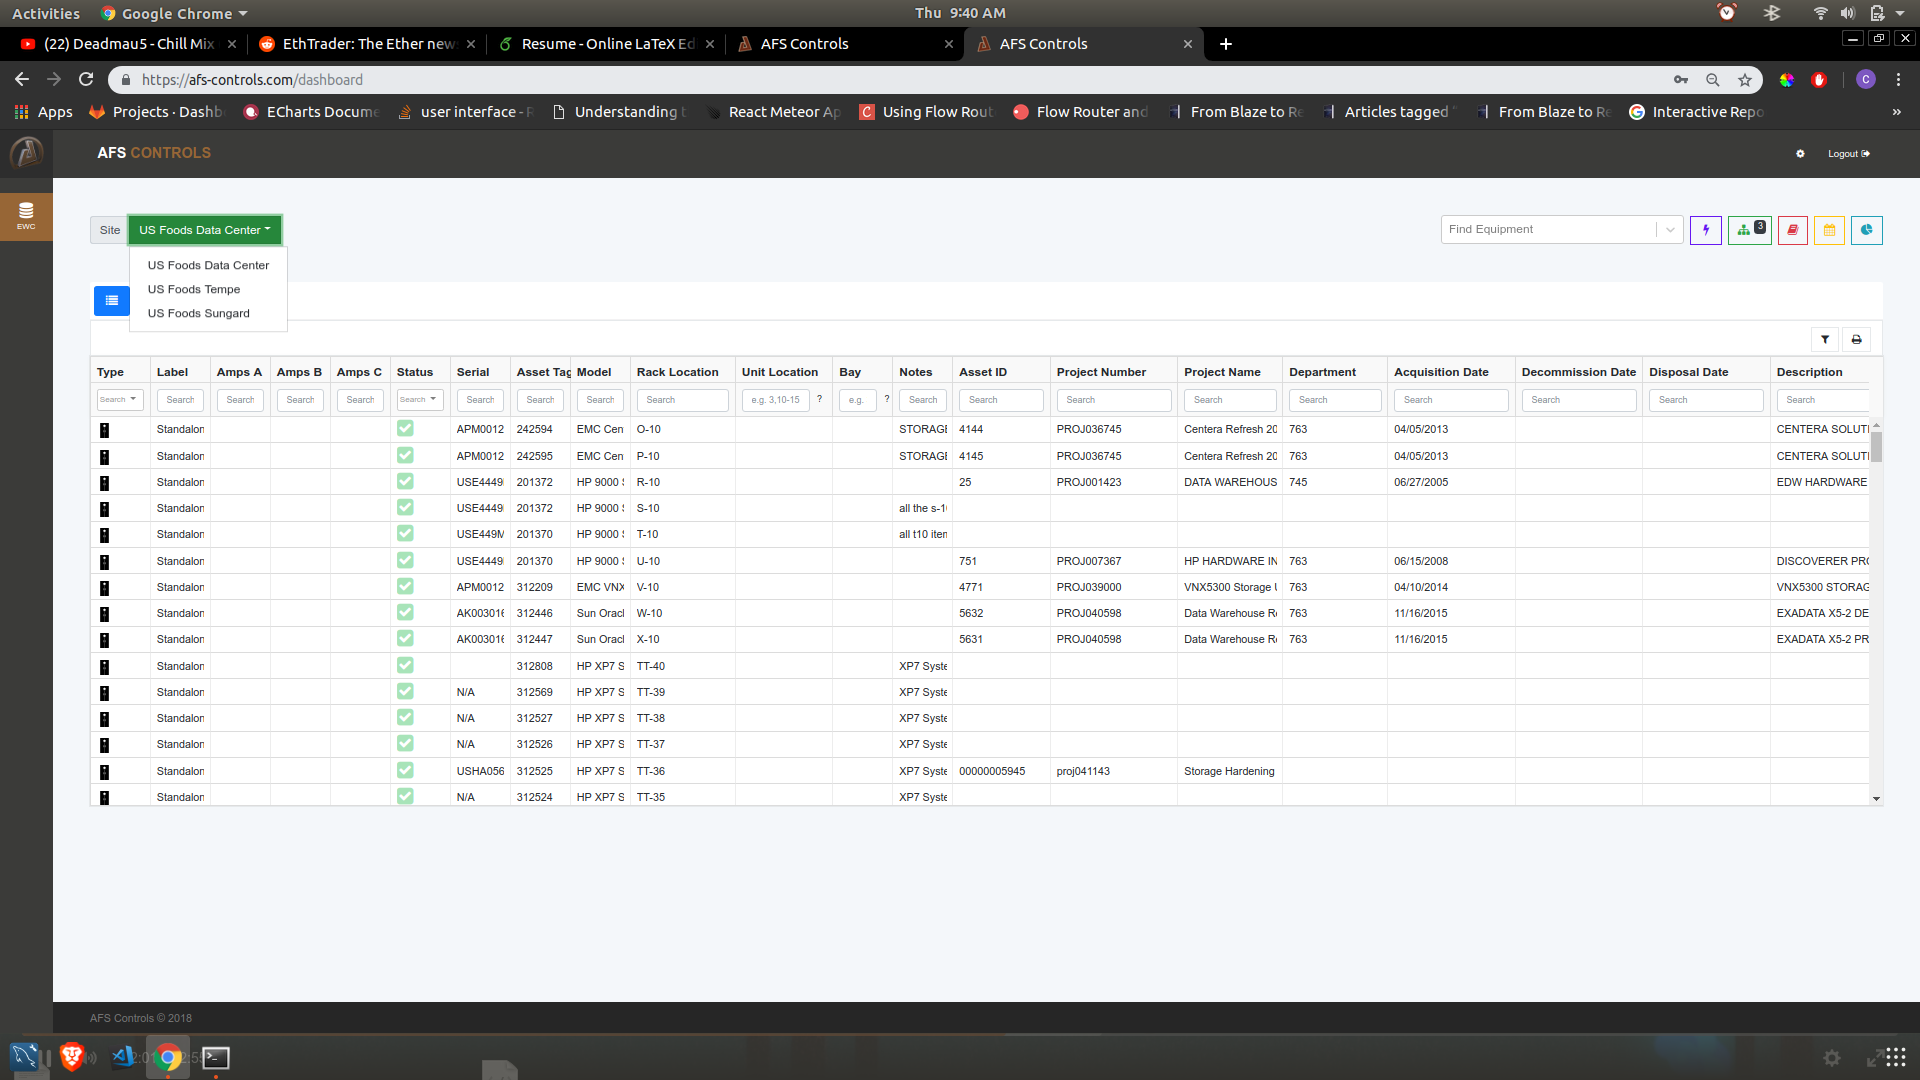 Activities Google Chrome Thu 9:40 AM
(22) Deadmau5 - Chill Mix EthTrader: The Ether news Resume - Online LaTeX Ed AFS Controls AFS Controls
https://afs-controls.com/dashboard C
Apps Projects · Dashb ECharts Docume user interface - R Understanding t React Meteor Ap C Using Flow Rout Flow Router and From Blaze to Re Articles tagged From Blaze to Re Interactive Repo »
AFS CONTROLS Logout
EWC
Site US Foods Data Center Find Equipment 3
US Foods Data Center
US Foods Tempe
US Foods Sungard
Type Label Amps A Amps B Amps C Status Serial Asset Tag Model Rack Location Unit Location Bay Notes Asset ID Project Number Project Name Department Acquisition Date Decommission Date Disposal Date Description
Search Search Search Search Search Search Search Search Search Search e.g. 3,10-15 ? e.g. ? Search Search Search Search Search Search Search Search Search
Standalon APM0012 242594 EMC Cen O-10 STORAGE 4144 PROJ036745 Centera Refresh 20 763 04/05/2013 CENTERA SOLUTI
Standalon APM0012 242595 EMC Cen P-10 STORAGE 4145 PROJ036745 Centera Refresh 20 763 04/05/2013 CENTERA SOLUTI
Standalon USE4449 201372 HP 9000 S R-10 25 PROJ001423 DATA WAREHOUS 745 06/27/2005 EDW HARDWARE
Standalon USE4449 201372 HP 9000 S S-10 all the s-1
Standalon USE449M 201370 HP 9000 S T-10 all t10 iten
Standalon USE4449 201370 HP 9000 S U-10 751 PROJ007367 HP HARDWARE IN 763 06/15/2008 DISCOVERER PRO
Standalon APM0012 312209 EMC VNX V-10 4771 PROJ039000 VNX5300 Storage U 763 04/10/2014 VNX5300 STORAG
Standalon AK003016 312446 Sun Oracl W-10 5632 PROJ040598 Data Warehouse Re 763 11/16/2015 EXADATA X5-2 DE
Standalon AK003016 312447 Sun Oracl X-10 5631 PROJ040598 Data Warehouse Re 763 11/16/2015 EXADATA X5-2 PR
Standalon 312808 HP XP7 S TT-40 XP7 Syste
Standalon N/A 312569 HP XP7 S TT-39 XP7 Syste
Standalon N/A 312527 HP XP7 S TT-38 XP7 Syste
Standalon N/A 312526 HP XP7 S TT-37 XP7 Syste
Standalon USHA056 312525 HP XP7 S TT-36 XP7 Syste 00000005945 proj041143 Storage Hardening
Standalon N/A 312524 HP XP7 S TT-35 XP7 Syste
AFS Controls © 2018